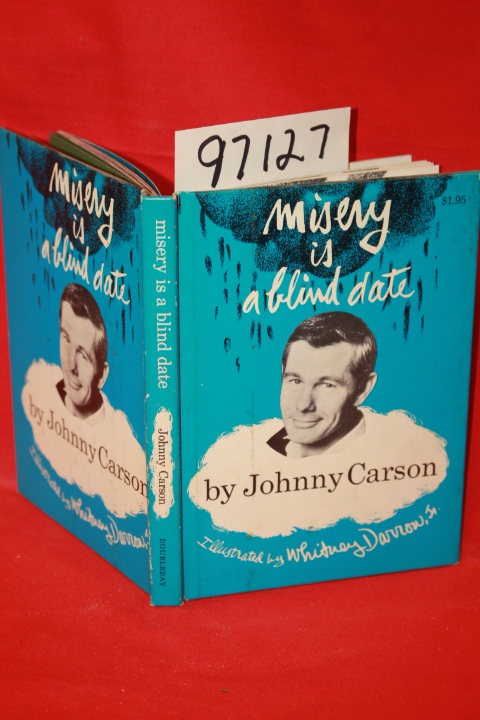 97127
misery
is
a blind date
by Johnny Carson
Illustrated by Whitney Darrow, Jr.
misery is a blind date
Johnny Carson
DOUBLEDAY
misery
is
a blind date
$1.95
by Johnny Carson
Illustrated by Whitney Darrow, Jr.